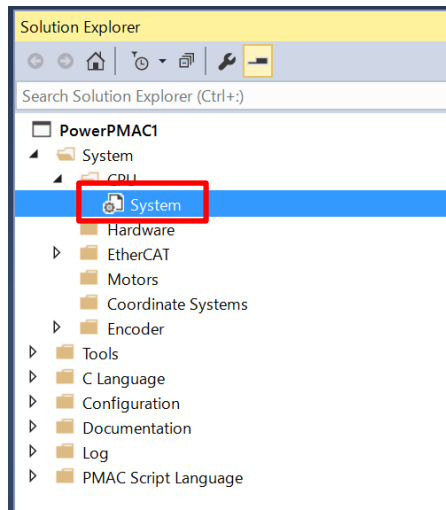 Solution Explorer
Search Solution Explorer (Ctrl+:)
PowerPMAC1
System
CPU
System
Hardware
EtherCAT
Motors
Coordinate Systems
Encoder
Tools
C Language
Configuration
Documentation
Log
PMAC Script Language